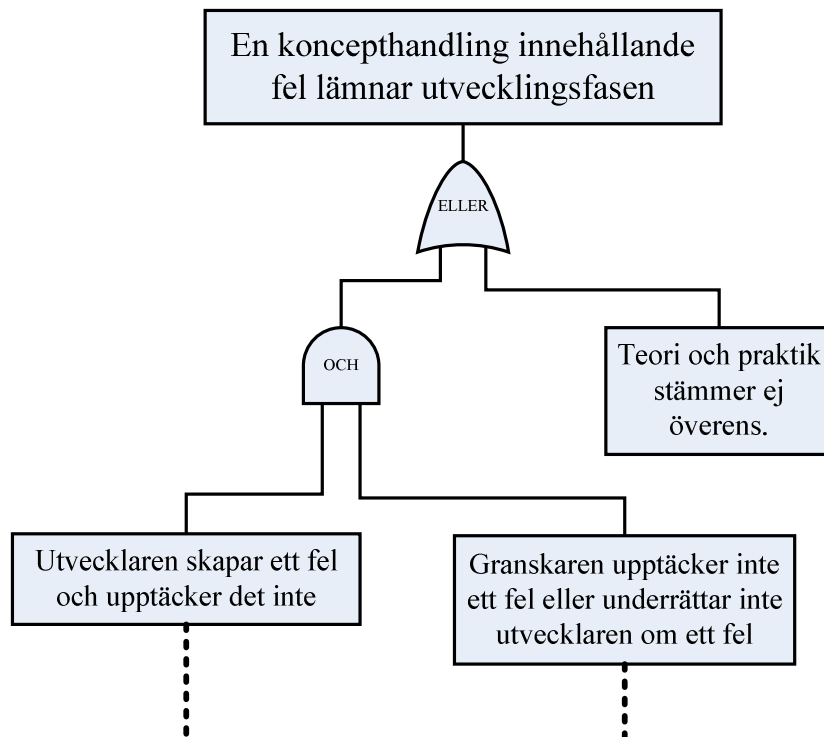 En koncepthandling innehållande
fel lämnar utvecklingsfasen
ELLER
OCH
Teori och praktik
stämmer ej
överens.
Utvecklaren skapar ett fel
och upptäcker det inte
Granskaren upptäcker inte
ett fel eller underrättar inte
utvecklaren om ett fel